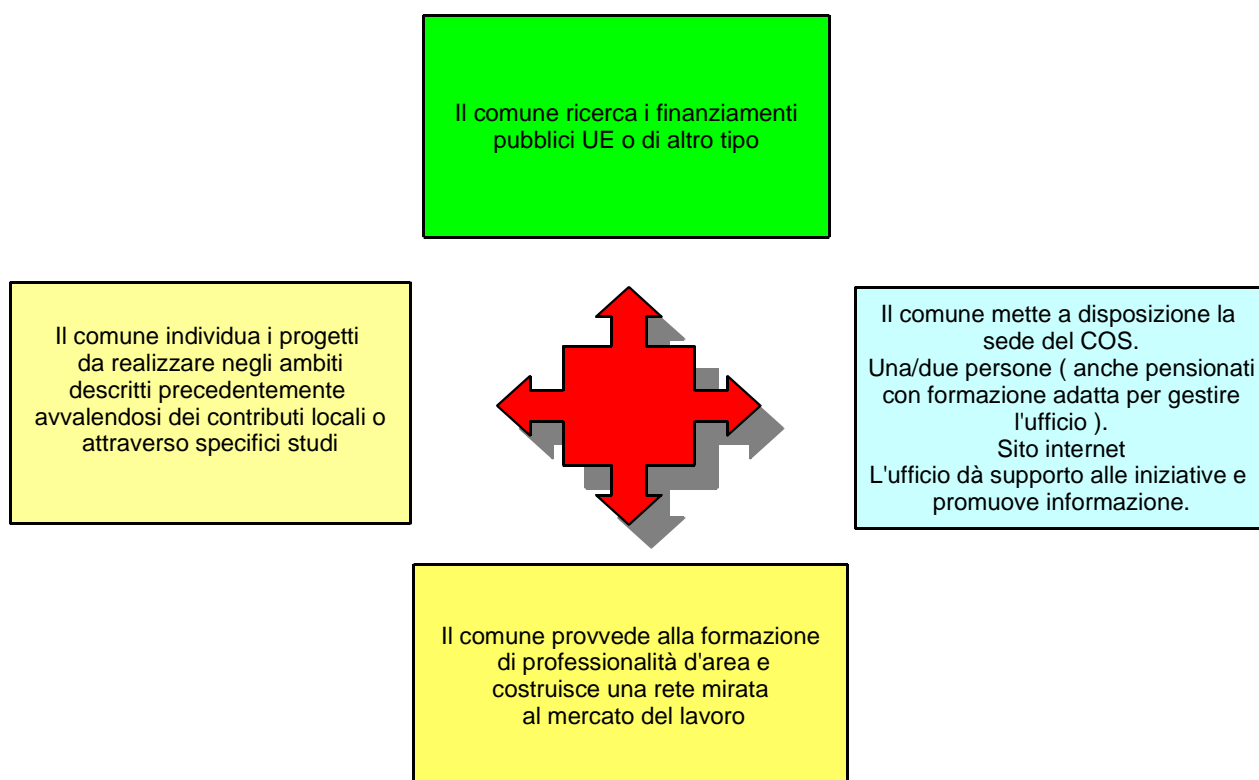 Il comune ricerca i finanziamenti
pubblici UE o di altro tipo
Il comune individua i progetti
da realizzare negli ambiti
descritti precedentemente
avvalendosi dei contributi locali o
attraverso specifici studi
Il comune mette a disposizione la
sede del COS.
Una/due persone ( anche pensionati
con formazione adatta per gestire
l'ufficio ).
Sito internet
L'ufficio dà supporto alle iniziative e
promuove informazione.
Il comune provvede alla formazione
di professionalità d'area e
costruisce una rete mirata
al mercato del lavoro